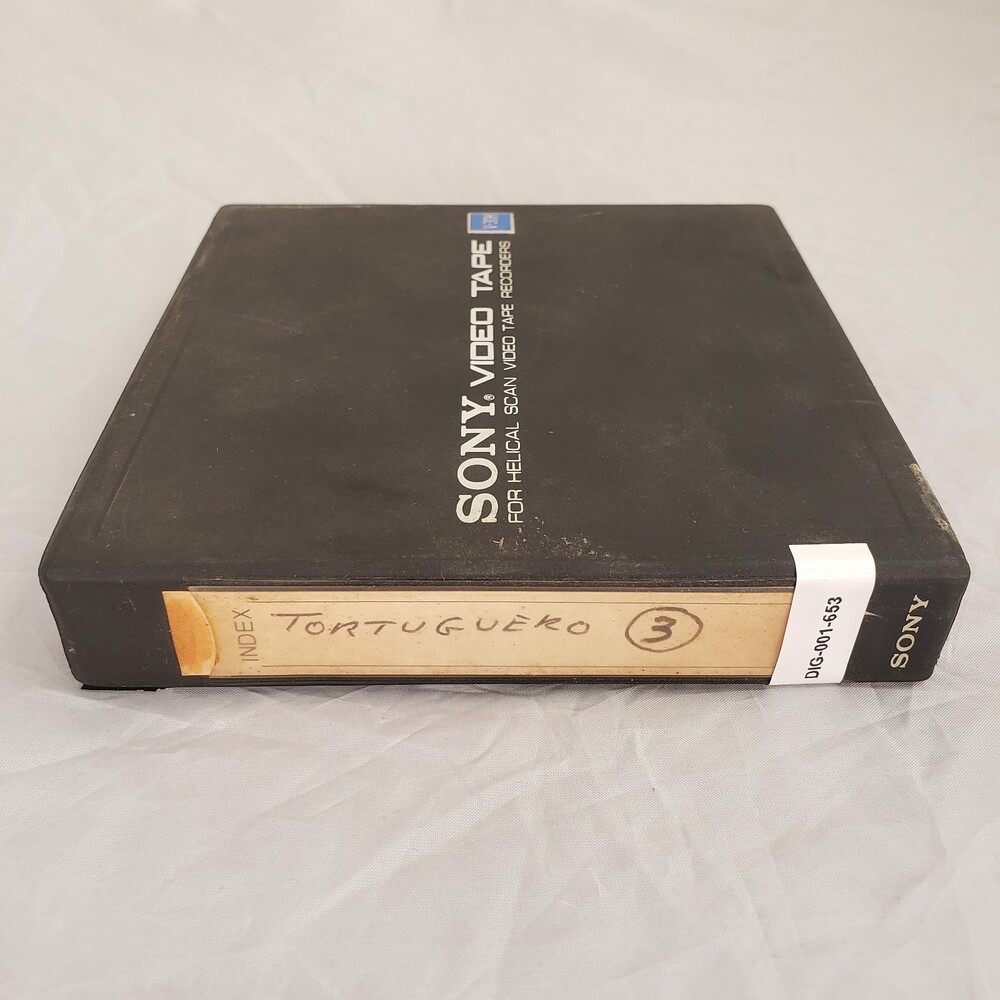 SONY® VIDEO TAPE
FOR HELICAL SCAN VIDEO TAPE RECORDERS
INDEX
TORTUGUERO 3
DIG-001-653
SONY